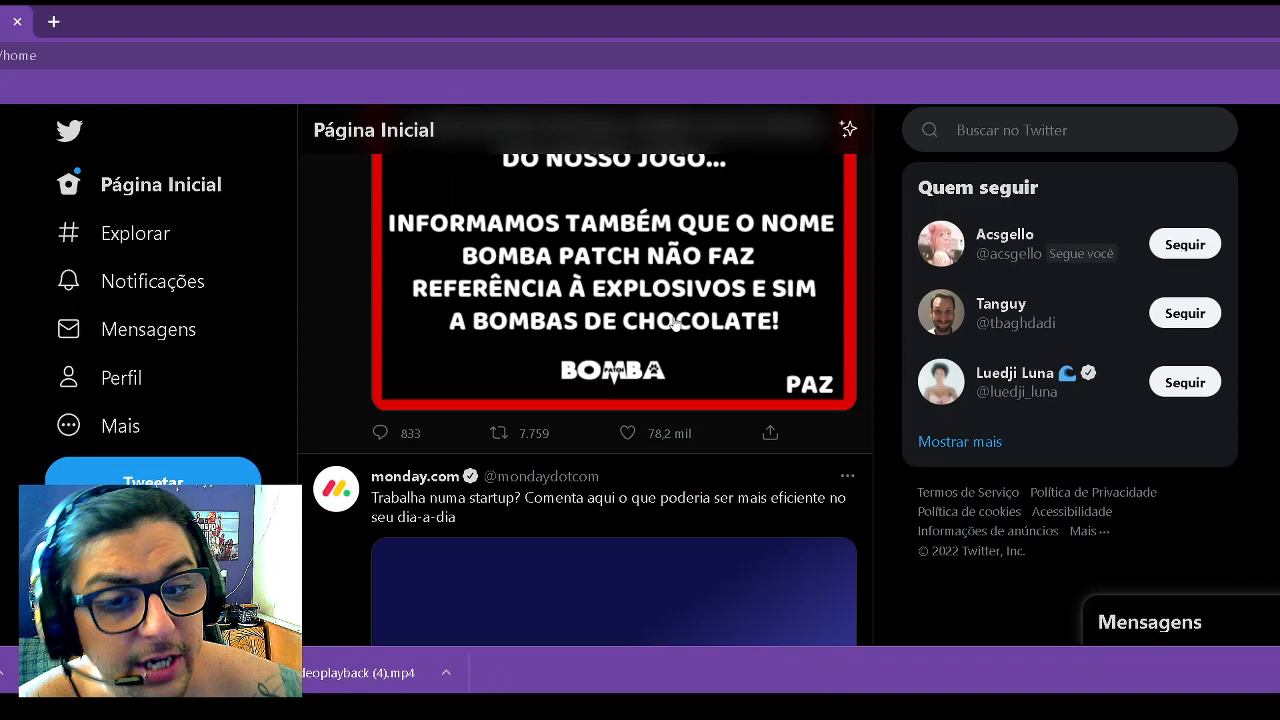 /home
Página Inicial
Explorar
Notificações
Mensagens
Perfil
Mais
Tweetar
Página Inicial
DO NOSSO JOGO...
INFORMAMOS TAMBÉM QUE O NOME
BOMBA PATCH NÃO FAZ
REFERÊNCIA À EXPLOSIVOS E SIM
A BOMBAS DE CHOCOLATE!
BOMBA
PATCH
PAZ
833
7.759
78,2 mil
monday.com @mondaydotcom
Trabalha numa startup? Comenta aqui o que poderia ser mais eficiente no
seu dia-a-dia
Buscar no Twitter
Quem seguir
Acsgello
@acsgello Segue você
Seguir
Tanguy
@tbaghdadi
Seguir
Luedji Luna
@luedji_luna
Seguir
Mostrar mais
Termos de Serviço Política de Privacidade
Política de cookies Acessibilidade
Informações de anúncios Mais ···
© 2022 Twitter, Inc.
Mensagens
deoplayback (4).mp4